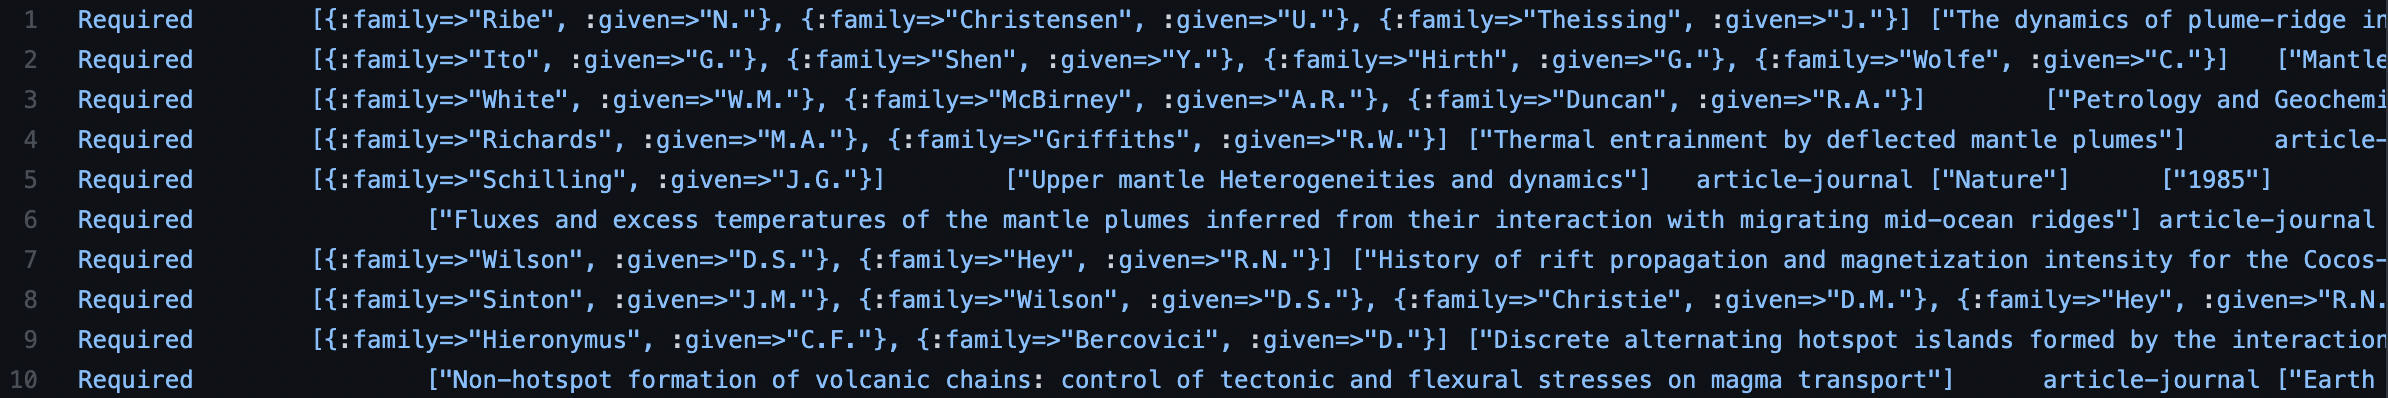 1 Required [{:family=>"Ribe", :given=>"N."}, {:family=>"Christensen", :given=>"U."}, {:family=>"Theissing", :given=>"J."}] ["The dynamics of plume-ridge in
2 Required [{:family=>"Ito", :given=>"G."}, {:family=>"Shen", :given=>"Y."}, {:family=>"Hirth", :given=>"G."}, {:family=>"Wolfe", :given=>"C."}] ["Mantle
3 Required [{:family=>"White", :given=>"W.M."}, {:family=>"McBirney", :given=>"A.R."}, {:family=>"Duncan", :given=>"R.A."}] ["Petrology and Geochemi
4 Required [{:family=>"Richards", :given=>"M.A."}, {:family=>"Griffiths", :given=>"R.W."}] ["Thermal entrainment by deflected mantle plumes"] article-
5 Required [{:family=>"Schilling", :given=>"J.G."}] ["Upper mantle Heterogeneities and dynamics"] article-journal ["Nature"] ["1985"]
6 Required ["Fluxes and excess temperatures of the mantle plumes inferred from their interaction with migrating mid-ocean ridges"] article-journal
7 Required [{:family=>"Wilson", :given=>"D.S."}, {:family=>"Hey", :given=>"R.N."}] ["History of rift propagation and magnetization intensity for the Cocos-
8 Required [{:family=>"Sinton", :given=>"J.M."}, {:family=>"Wilson", :given=>"D.S."}, {:family=>"Christie", :given=>"D.M."}, {:family=>"Hey", :given=>"R.N.
9 Required [{:family=>"Hieronymus", :given=>"C.F."}, {:family=>"Bercovici", :given=>"D."}] ["Discrete alternating hotspot islands formed by the interaction
10 Required ["Non-hotspot formation of volcanic chains: control of tectonic and flexural stresses on magma transport"] article-journal ["Earth